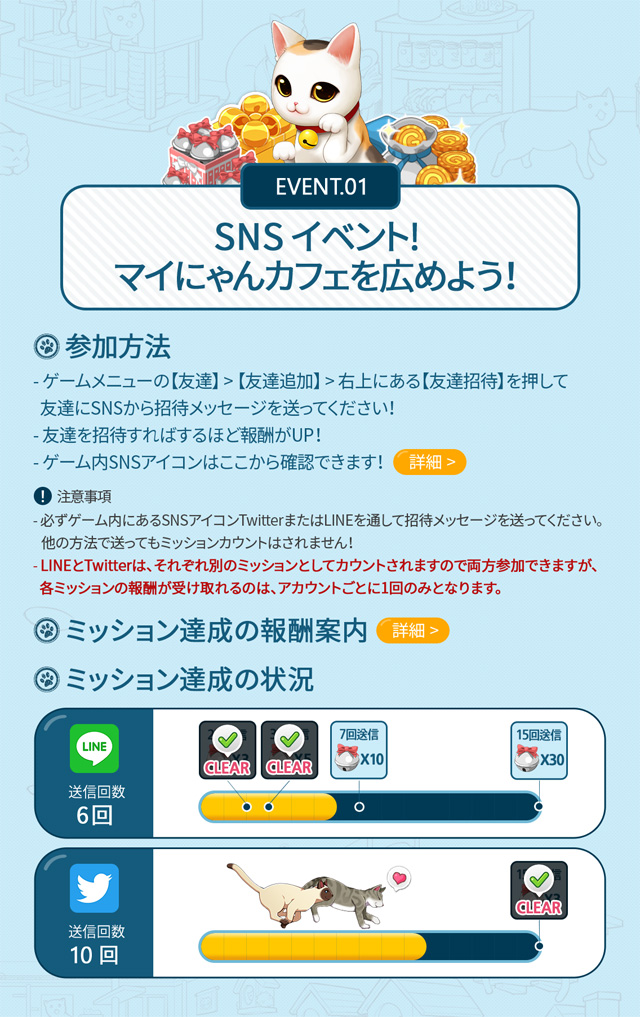 EVENT.01
SNS イベント!
マイにゃんカフェを広めよう!
参加方法
- ゲームメニューの【友達】 > 【友達追加】 > 右上にある【友達招待】を押して
友達にSNSから招待メッセージを送ってください!
- 友達を招待すればするほど報酬がUP!
- ゲーム内SNSアイコンはここから確認できます! 詳細 >
! 注意事項
- 必ずゲーム内にあるSNSアイコンTwitterまたはLINEを通して招待メッセージを送ってください。
他の方法で送ってもミッションカウントはされません!
- LINEとTwitterは、それぞれ別のミッションとしてカウントされますので両方参加できますが、
各ミッションの報酬が受け取れるのは、アカウントごとに1回のみとなります。
ミッション達成の報酬案内 詳細 >
ミッション達成の状況
LINE
送信回数
6回
CLEAR
CLEAR
7回送信
X10
15回送信
X30
送信回数
10 回
CLEAR